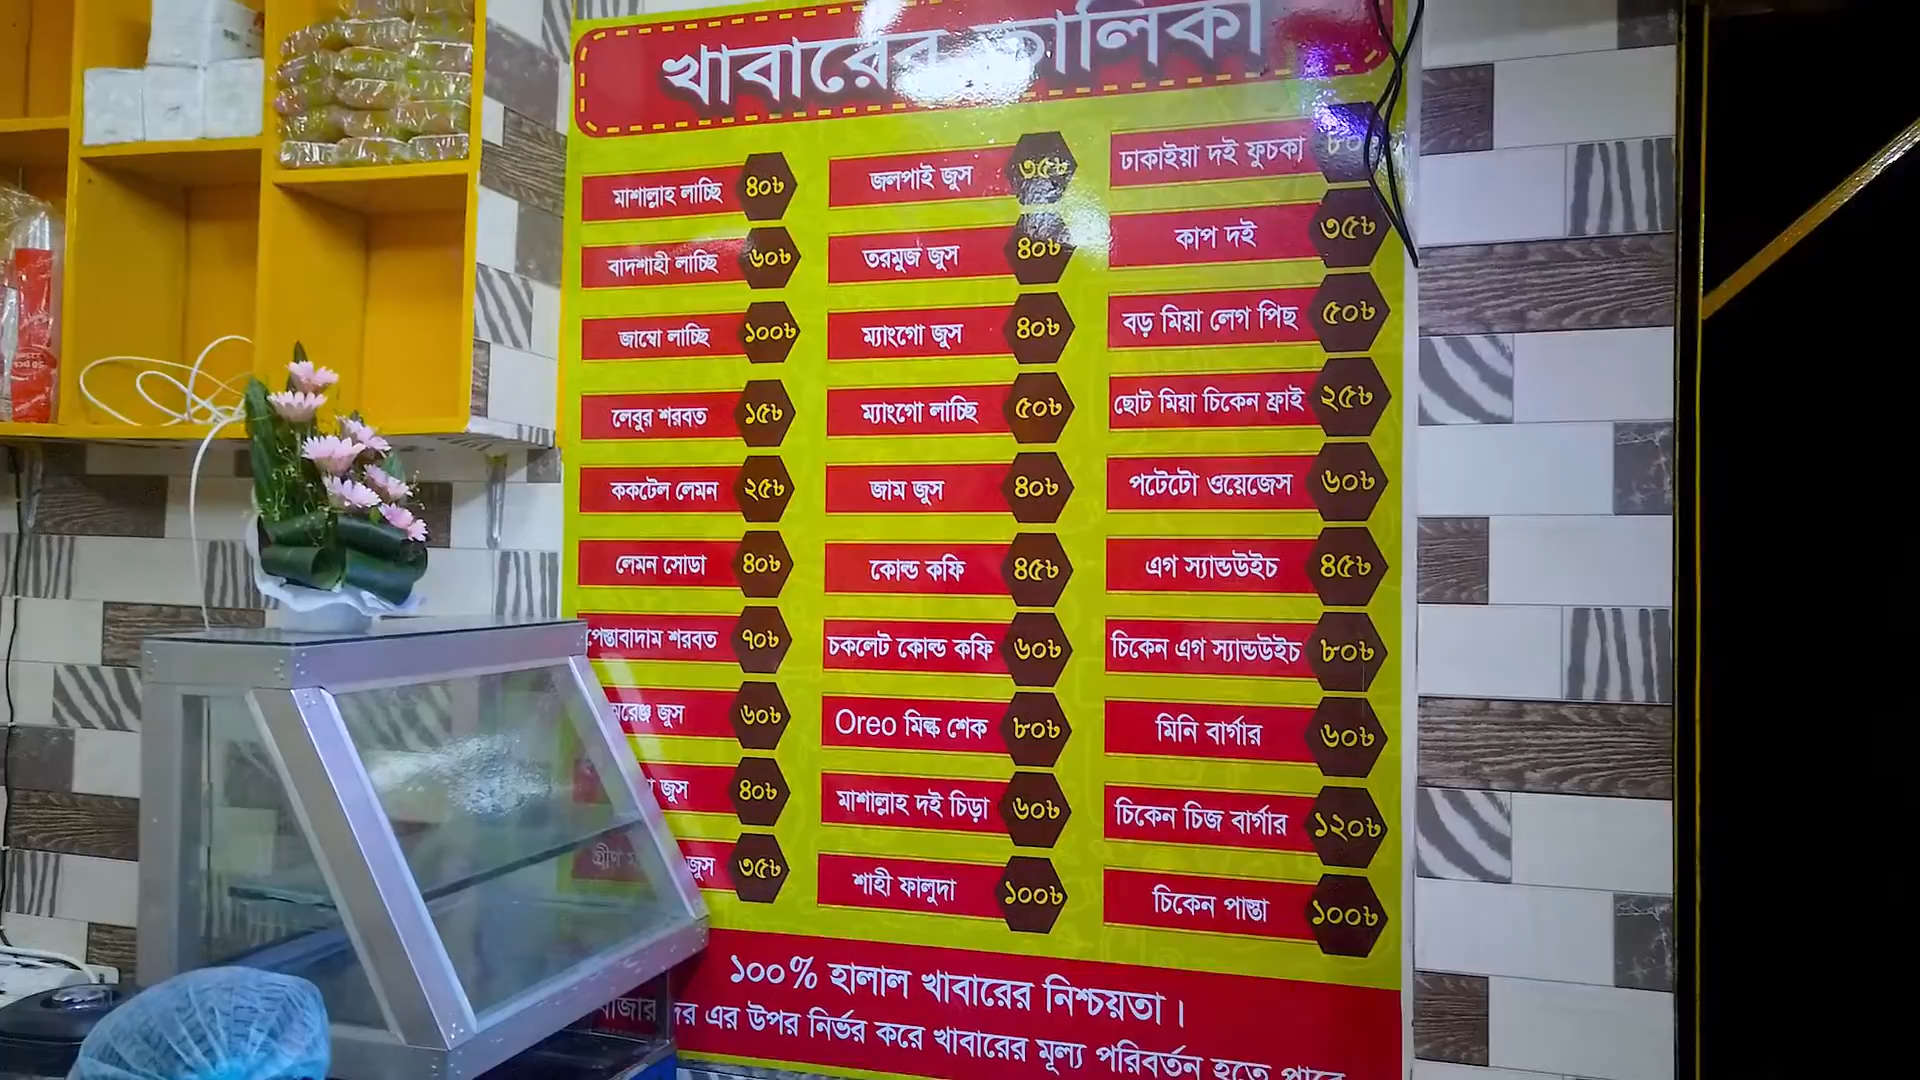 খাবারের তালিকা
মাশাল্লাহ লাচ্ছি ৪০৳
বাদশাহী লাচ্ছি ৬০৳
জাম্বো লাচ্ছি ১০০৳
লেবুর শরবত ১৫৳
ককটেল লেমন ২৫৳
লেমন সোডা ৪০৳
পেস্তাবাদাম শরবত ৭০৳
জুস ৬০৳
জুস ৪০৳
গ্রীণ জুস ৩৫৳
জলপাই জুস ৩৫৳
তরমুজ জুস ৪০৳
ম্যাংগো জুস ৪০৳
ম্যাংগো লাচ্ছি ৫০৳
জাম জুস ৪০৳
কোল্ড কফি ৪৫৳
চকলেট কোল্ড কফি ৬০৳
Oreo মিল্ক শেক ৮০৳
মাশাল্লাহ দই চিড়া ৬০৳
শাহী ফালুদা ১০০৳
ঢাকাইয়া দই ফুচকা ৮০৳
কাপ দই ৩৫৳
বড় মিয়া লেগ পিছ ৫০৳
ছোট মিয়া চিকেন ফ্রাই ২৫৳
পটেটো ওয়েজেস ৬০৳
এগ স্যান্ডউইচ ৪৫৳
চিকেন এগ স্যান্ডউইচ ৮০৳
মিনি বার্গার ৬০৳
চিকেন চিজ বার্গার ১২০৳
চিকেন পাস্তা ১০০৳
১০০% হালাল খাবারের নিশ্চয়তা।
বাজার দর এর উপর নির্ভর করে খাবারের মূল্য পরিবর্তন হতে পারে